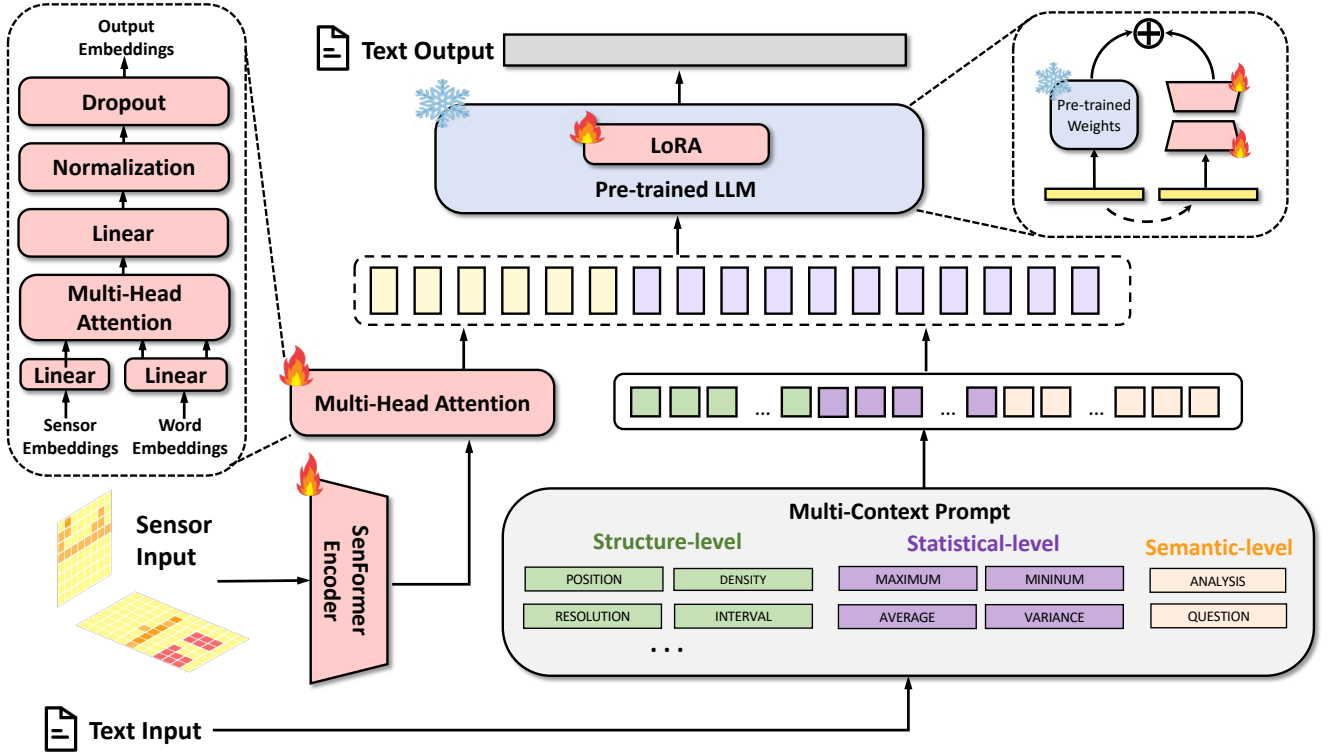 Output
Embeddings
Dropout
Normalization
Linear
Multi-Head
Attention
Linear
Linear
Sensor
Embeddings
Word
Embeddings
Text Output
LoRA
Pre-trained LLM
Pre-trained
Weights
Multi-Head Attention
... ... ...
Sensor
Input
SenFormer
Encoder
Multi-Context Prompt
Structure-level
POSITION
DENSITY
RESOLUTION
INTERVAL
...
Statistical-level
MAXIMUM
MININUM
AVERAGE
VARIANCE
Semantic-level
ANALYSIS
QUESTION
Text Input